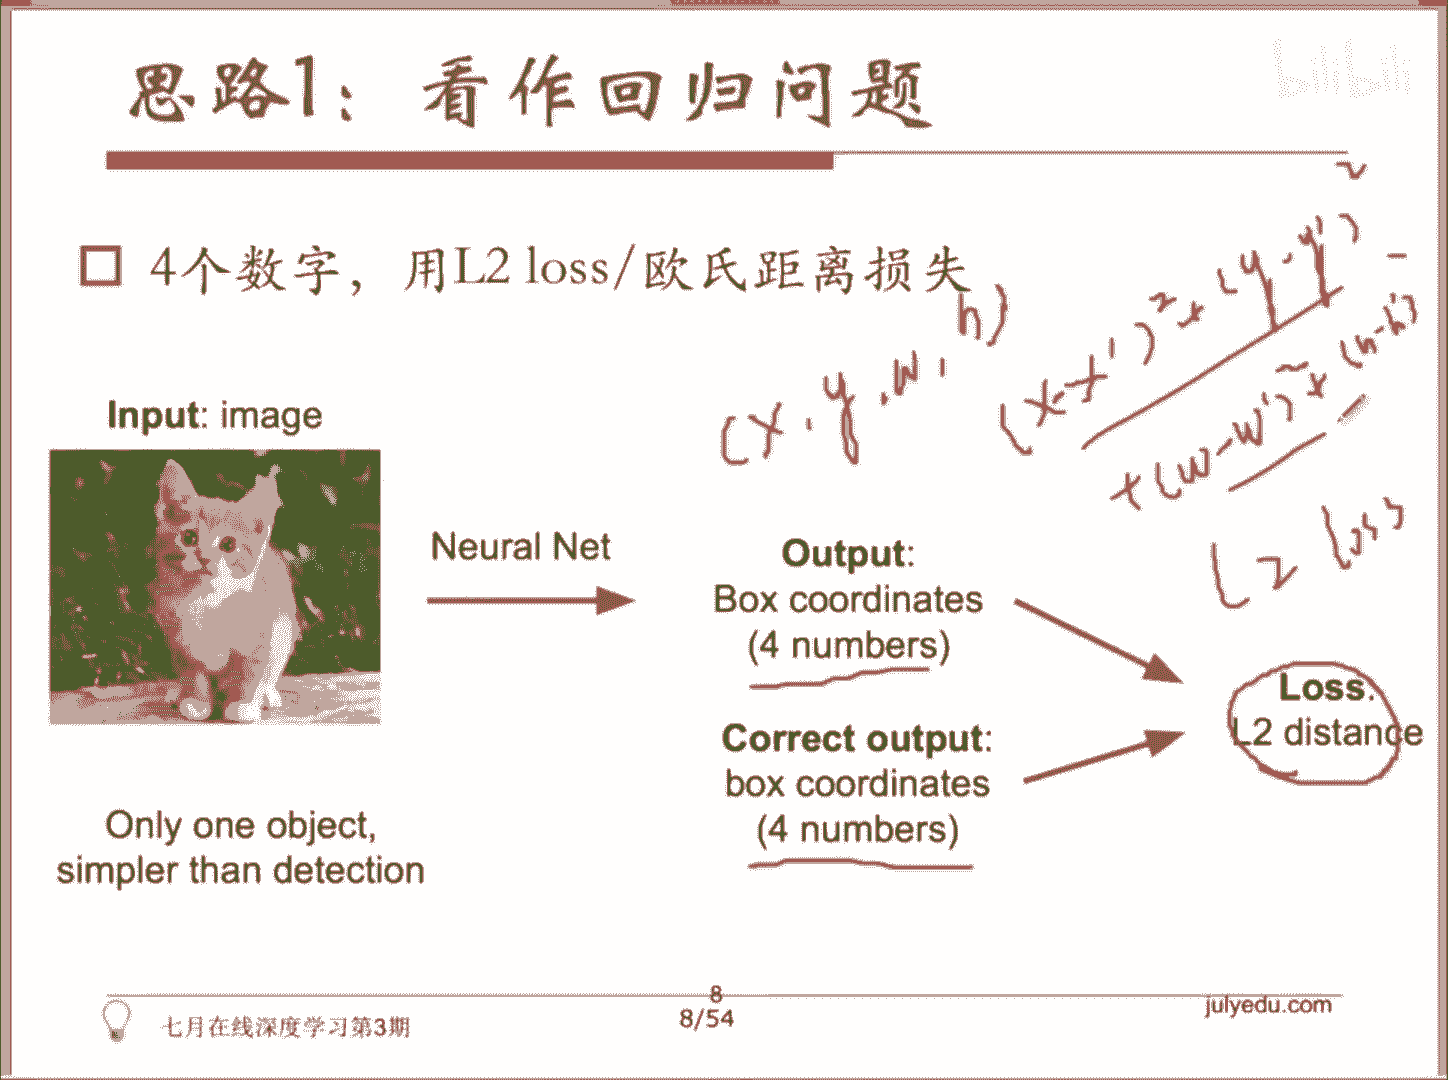 思路1：看作回归问题
bilibili
4个数字，用L2 loss/欧氏距离损失
(x.y.w.h)
(x-x')²+(y-y')²
+(w-w')²+(h-h')
L2 loss
Input: image
Neural Net
Output:
Box coordinates
(4 numbers)
Correct output:
box coordinates
(4 numbers)
Loss:
L2 distance
Only one object,
simpler than detection
七月在线深度学习第3期
8
8/54
julyedu.com